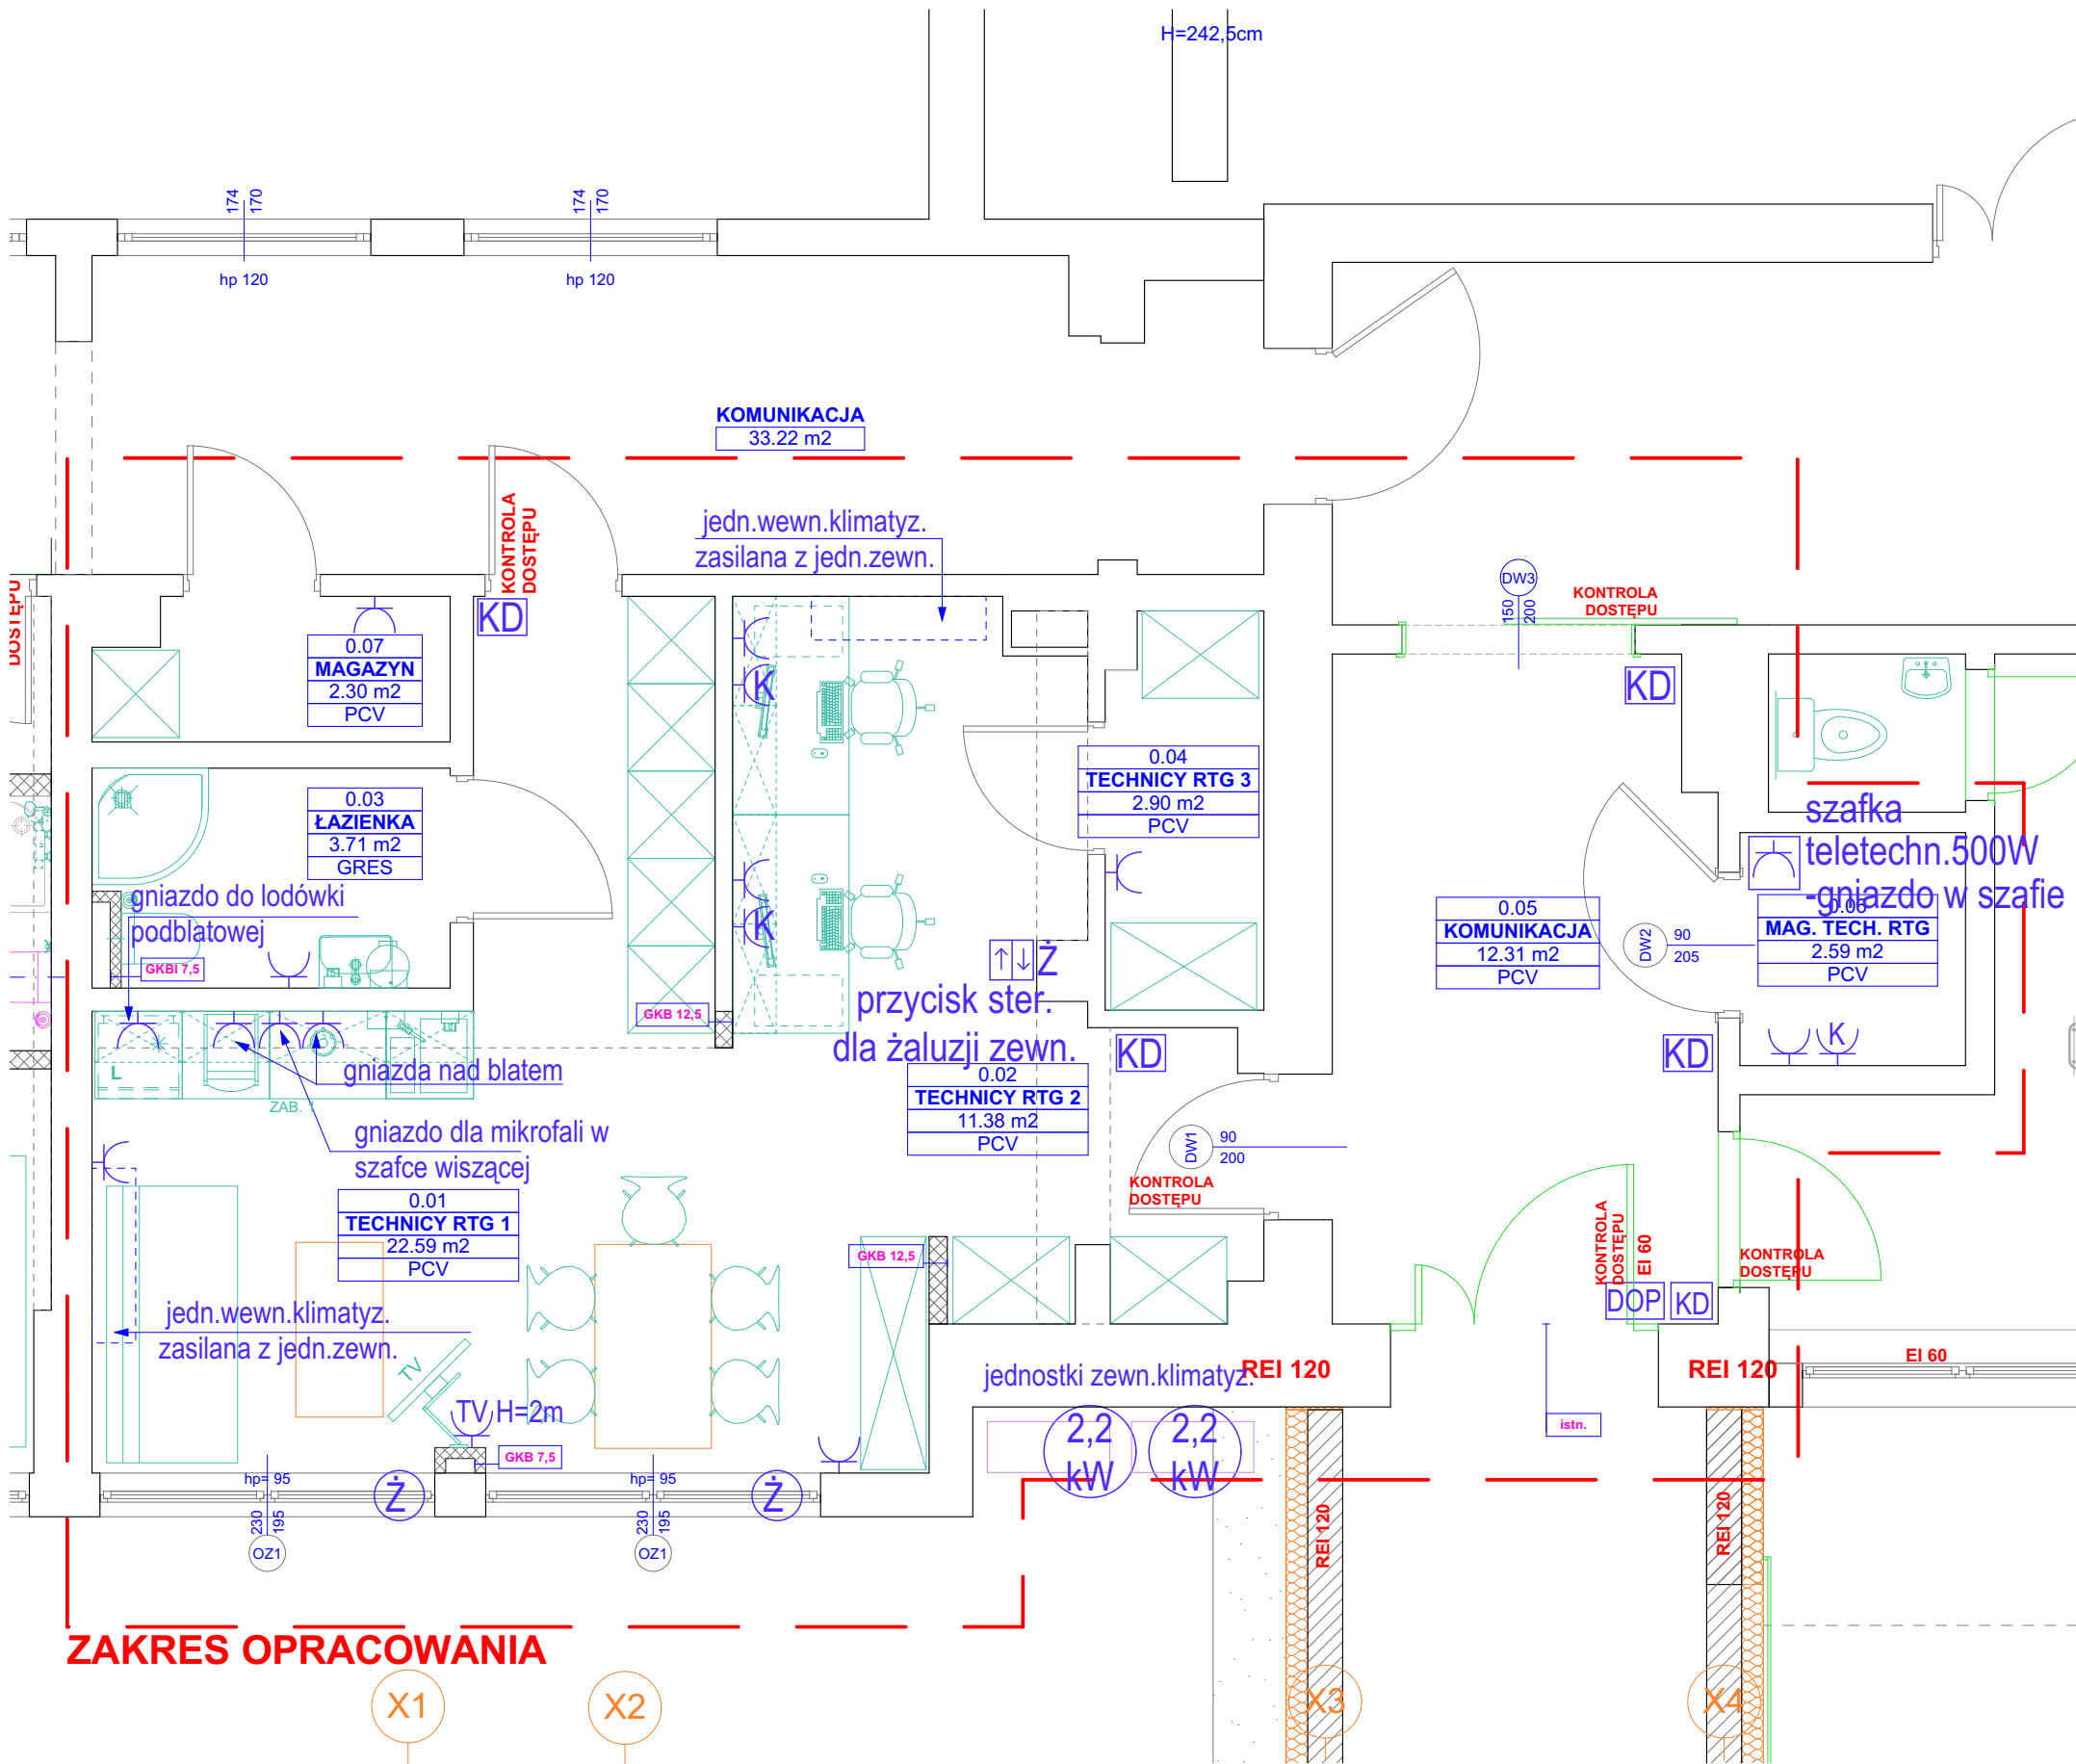 H=242,5cm
174
170
174
170
hp 120
hp 120
KOMUNIKACJA
33.22 m2
KONTROLA
DOSTĘPU
jedn.wewn.klimatyz.
zasilana z jedn.zewn.
DW3
150
200
KONTROLA
DOSTĘPU
DOSTĘPU
KD
0.07
MAGAZYN
2.30 m2
PCV
K
KD
0.04
TECHNICY RTG 3
2.90 m2
PCV
0.03
ŁAZIENKA
3.71 m2
GRES
szafka
teletechn.500W
-gniazdo w szafie
gniazdo do lodówki
podblatowej
GKBI 7,5
K
0.05
KOMUNIKACJA
12.31 m2
PCV
DW2
90
205
0.06
MAG. TECH. RTG
2.59 m2
PCV
Ż
przycisk ster.
dla żaluzji zewn.
GKB 12,5
KD
KD
K
L
gniazda nad blatem
ZAB. 1
0.02
TECHNICY RTG 2
11.38 m2
PCV
gniazdo dla mikrofali w
szafce wiszącej
DW1
90
200
KONTROLA
DOSTĘPU
0.01
TECHNICY RTG 1
22.59 m2
PCV
GKB 12,5
KONTROLA
DOSTĘPU
EI 60
KONTROLA
DOSTĘPU
DOP
KD
jedn.wewn.klimatyz.
zasilana z jedn.zewn.
TV
TV H=2m
jednostki zewn.klimatyz.
REI 120
REI 120
EI 60
istn.
2,2
kW
2,2
kW
GKB 7,5
hp= 95
hp= 95
Ż
Ż
230
195
230
195
OZ1
OZ1
REI 120
REI 120
ZAKRES OPRACOWANIA
X1
X2
X3
X4